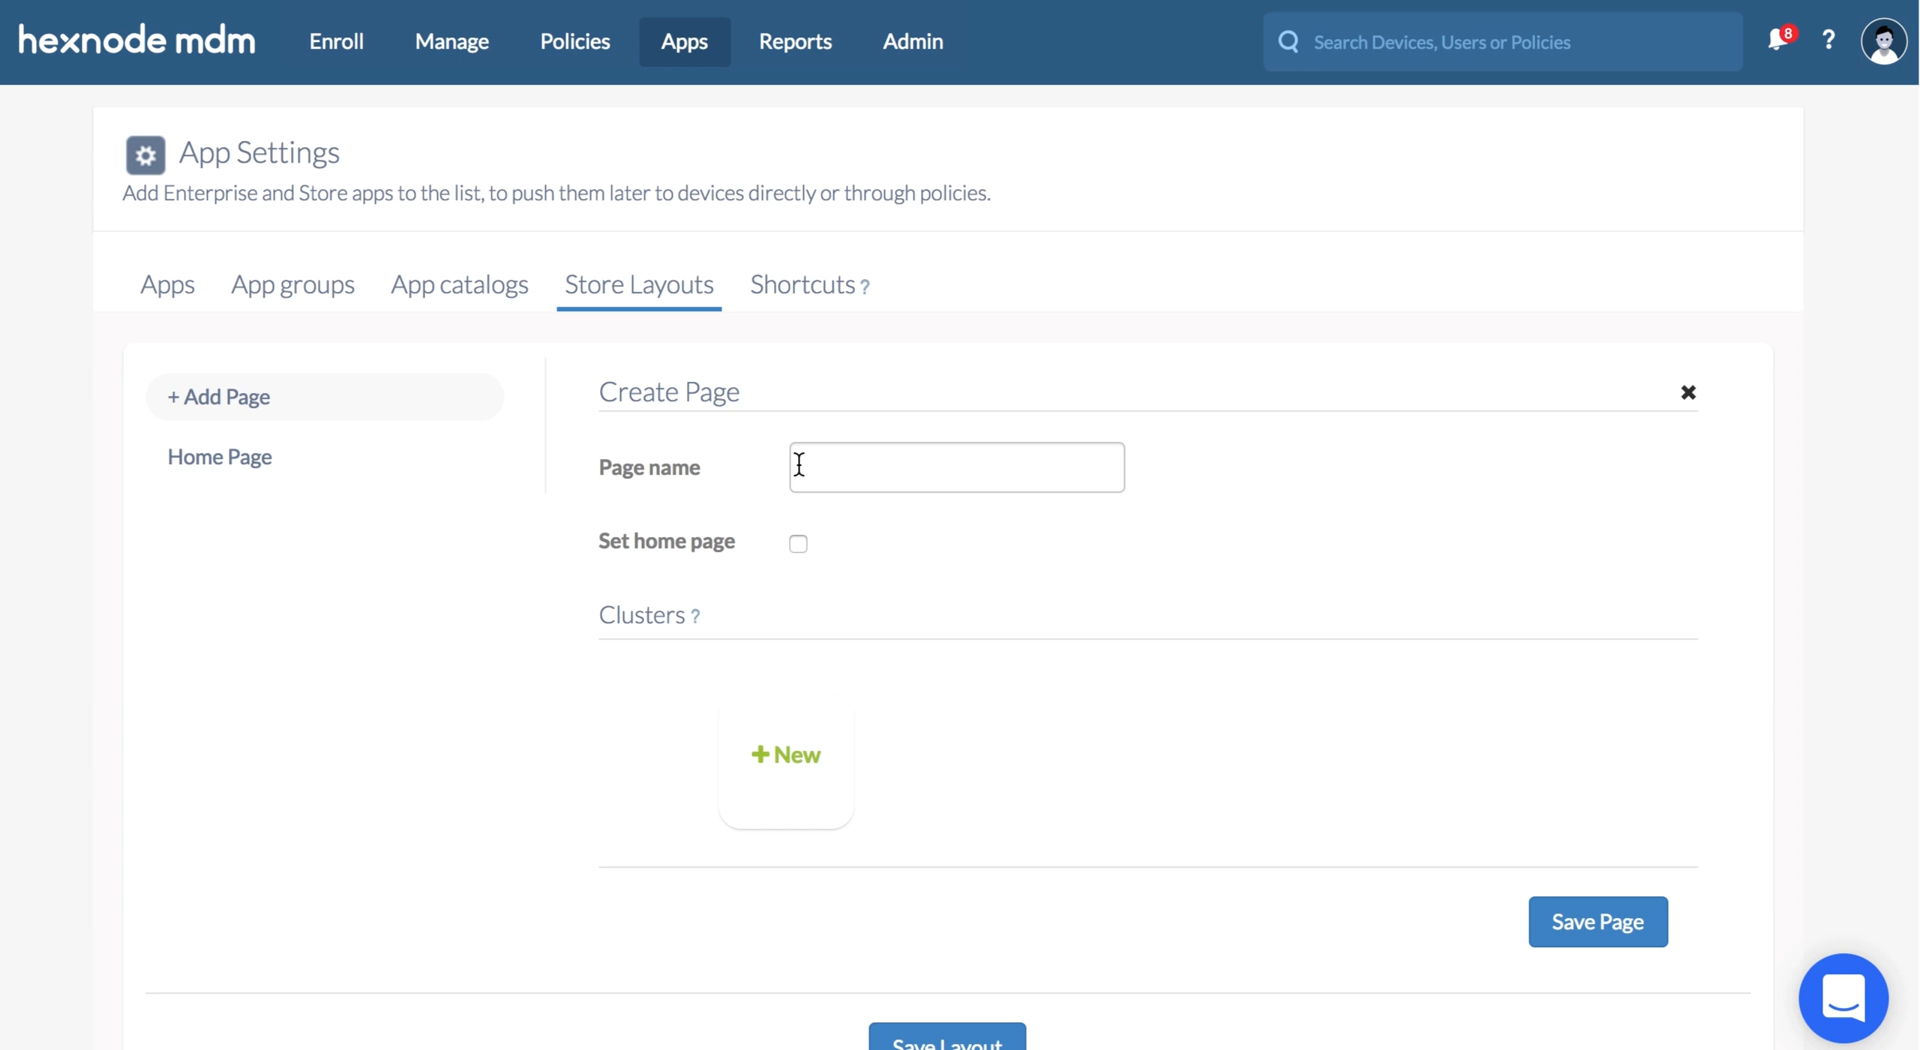 hexnode mdm Enroll Manage Policies Apps Reports Admin Search Devices, Users or Policies 8 ?
App Settings
Add Enterprise and Store apps to the list, to push them later to devices directly or through policies.
Apps App groups App catalogs Store Layouts Shortcuts ?
+ Add Page
Home Page
Create Page
Page name
Set home page
Clusters ?
+ New
Save Page
Save Layout